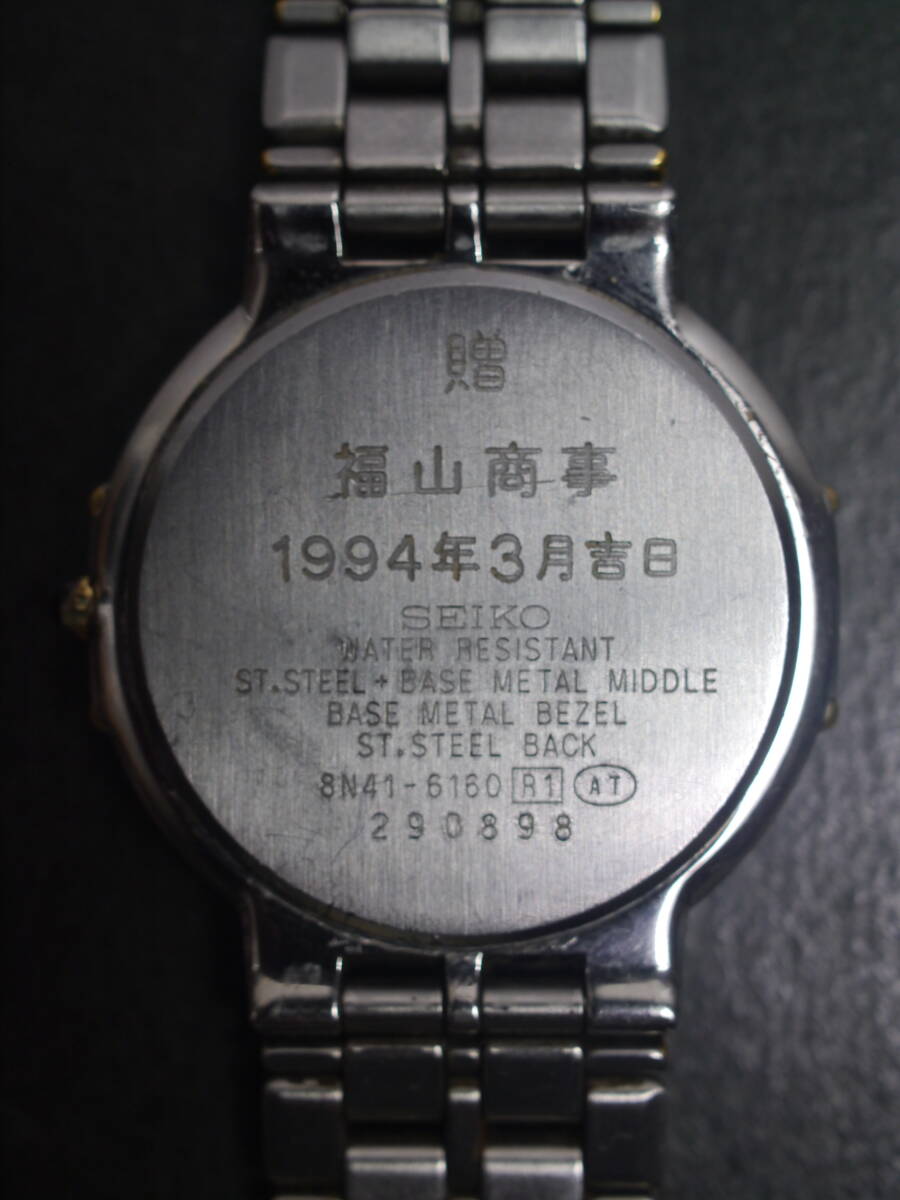 贈
福山商事
1994年3月吉日
SEIKO
WATER RESISTANT
ST.STEEL+BASE METAL MIDDLE
BASE METAL BEZEL
ST.STEEL BACK
8N41-6160 R1 AT
290898